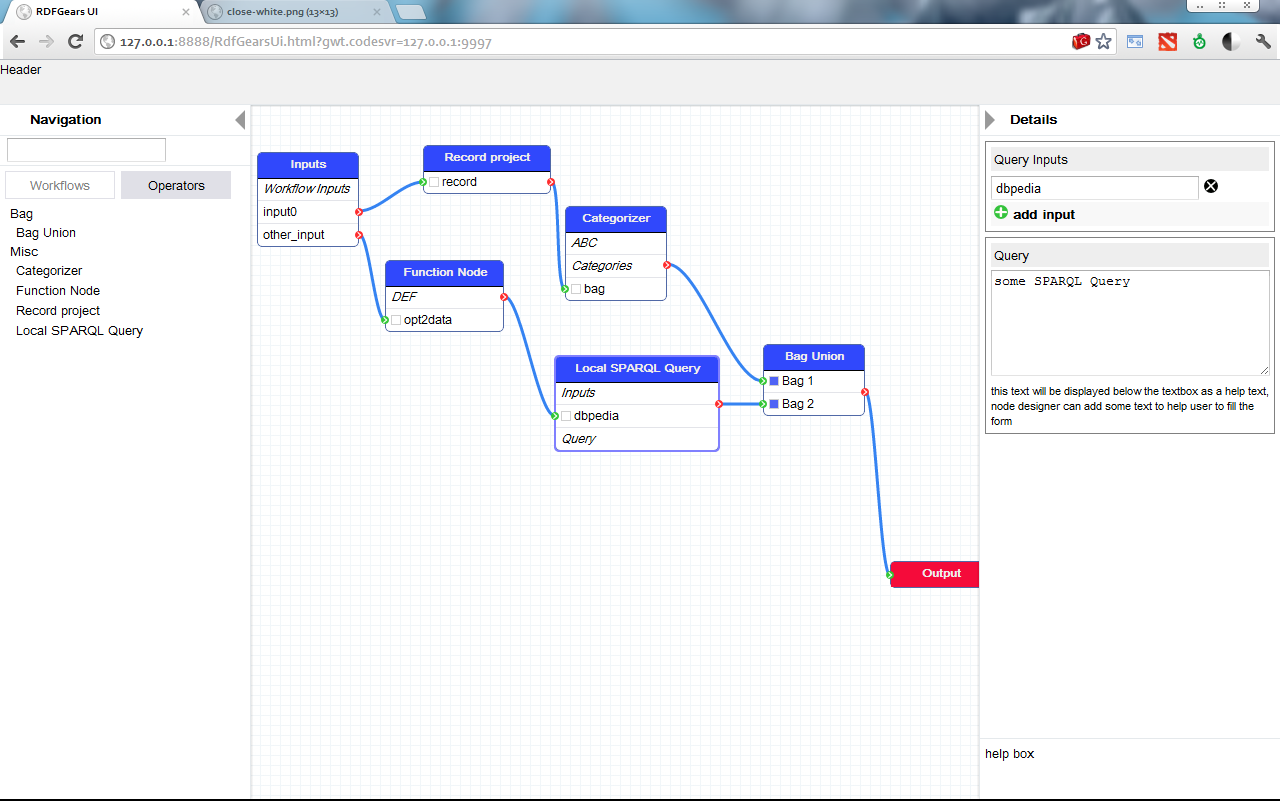 RDFGears UI
close-white.png (13×13)
127.0.0.1:8888/RdfGearsUi.html?gwt.codesvr=127.0.0.1:9997
Header
Navigation
Workflows Operators
Bag
Bag Union
Misc
Categorizer
Function Node
Record project
Local SPARQL Query
Inputs
Workflow Inputs
input0
other_input
Record project
record
Function Node
DEF
opt2data
Categorizer
ABC
Categories
bag
Local SPARQL Query
Inputs
dbpedia
Query
Bag Union
Bag 1
Bag 2
Output
Details
Query Inputs
dbpedia
add input
Query
some SPARQL Query
this text will be displayed below the textbox as a help text,
node designer can add some text to help user to fill the
form
help box